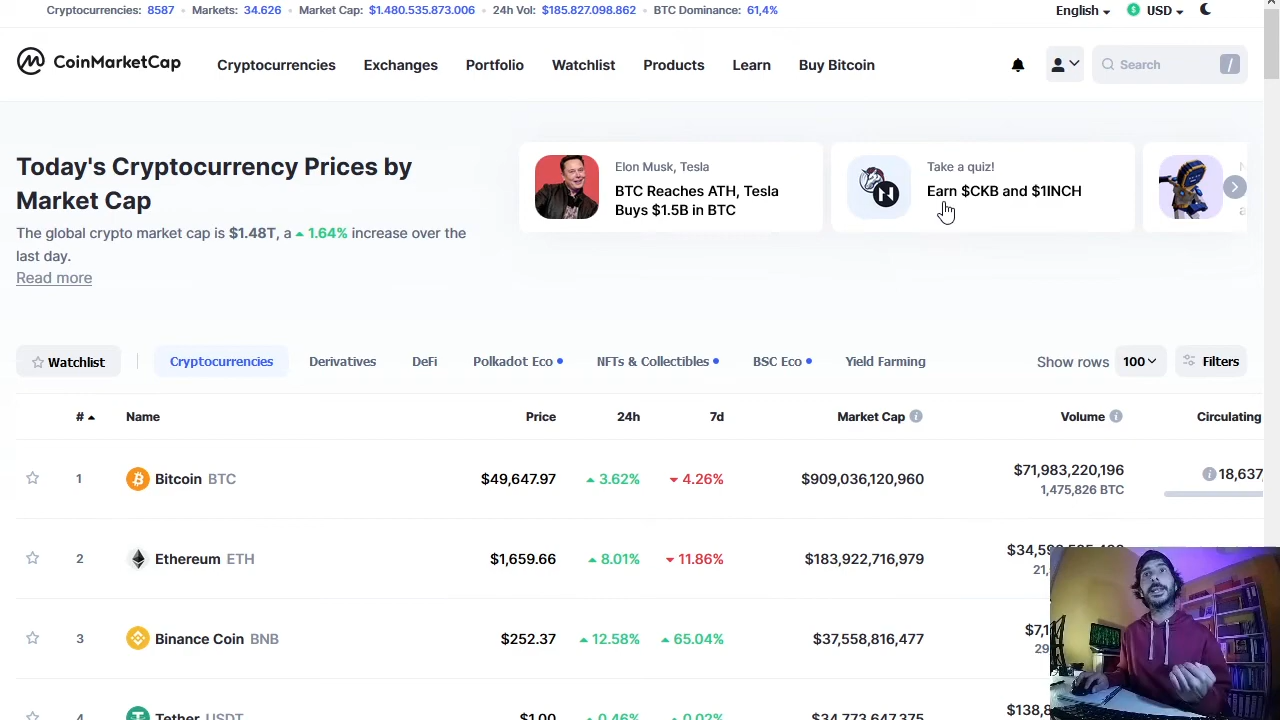 Cryptocurrencies: 8587 • Markets: 34.626 • Market Cap: $1.480.535.873.006 • 24h Vol: $185.827.098.862 • BTC Dominance: 61,4%
English
USD
CoinMarketCap
Cryptocurrencies
Exchanges
Portfolio
Watchlist
Products
Learn
Buy Bitcoin
Search
/
Today's Cryptocurrency Prices by
Market Cap
The global crypto market cap is $1.48T, a 1.64% increase over the
last day.
Read more
Elon Musk, Tesla
BTC Reaches ATH, Tesla
Buys $1.5B in BTC
Take a quiz!
Earn $CKB and $1INCH
Watchlist
Cryptocurrencies
Derivatives
DeFi
Polkadot Eco
NFTs & Collectibles
BSC Eco
Yield Farming
Show rows
100
Filters
# Name Price 24h 7d Market Cap Volume Circulating
1 Bitcoin BTC $49,647.97 3.62% 4.26% $909,036,120,960 $71,983,220,196 18,637,
1,475,826 BTC
2 Ethereum ETH $1,659.66 8.01% 11.86% $183,922,716,979
21,
3 Binance Coin BNB $252.37 12.58% 65.04% $37,558,816,477 $7,1
29
4 Tether USDT $1.00 0.46% 0.02% $34,773,647,375 $138,8